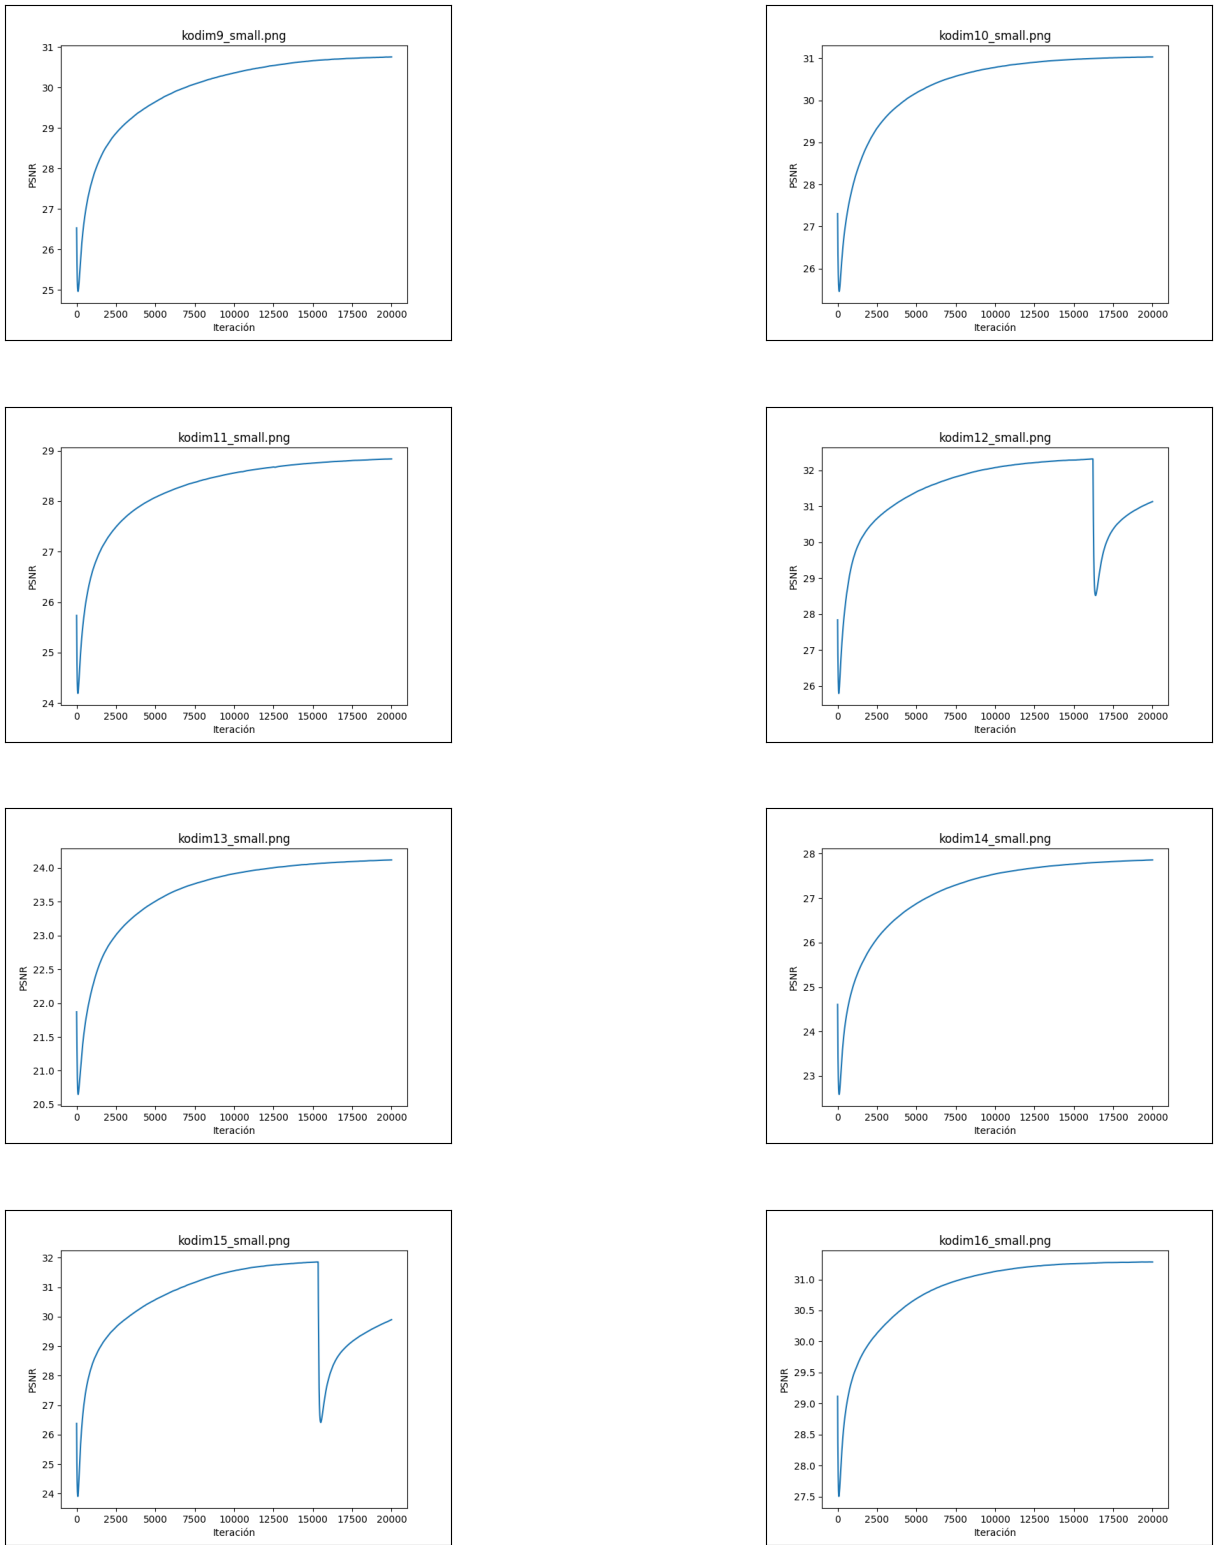 kodim9_small.png
31
30
29
28
27
26
25
PSNR
0 2500 5000 7500 10000 12500 15000 17500 20000
Iteración
kodim10_small.png
31
30
29
28
27
26
PSNR
0 2500 5000 7500 10000 12500 15000 17500 20000
Iteración
kodim11_small.png
29
28
27
26
25
24
PSNR
0 2500 5000 7500 10000 12500 15000 17500 20000
Iteración
kodim12_small.png
32
31
30
29
28
27
26
PSNR
0 2500 5000 7500 10000 12500 15000 17500 20000
Iteración
kodim13_small.png
24.0
23.5
23.0
22.5
22.0
21.5
21.0
20.5
PSNR
0 2500 5000 7500 10000 12500 15000 17500 20000
Iteración
kodim14_small.png
28
27
26
25
24
23
PSNR
0 2500 5000 7500 10000 12500 15000 17500 20000
Iteración
kodim15_small.png
32
31
30
29
28
27
26
25
24
PSNR
0 2500 5000 7500 10000 12500 15000 17500 20000
Iteración
kodim16_small.png
31.0
30.5
30.0
29.5
29.0
28.5
28.0
27.5
PSNR
0 2500 5000 7500 10000 12500 15000 17500 20000
Iteración